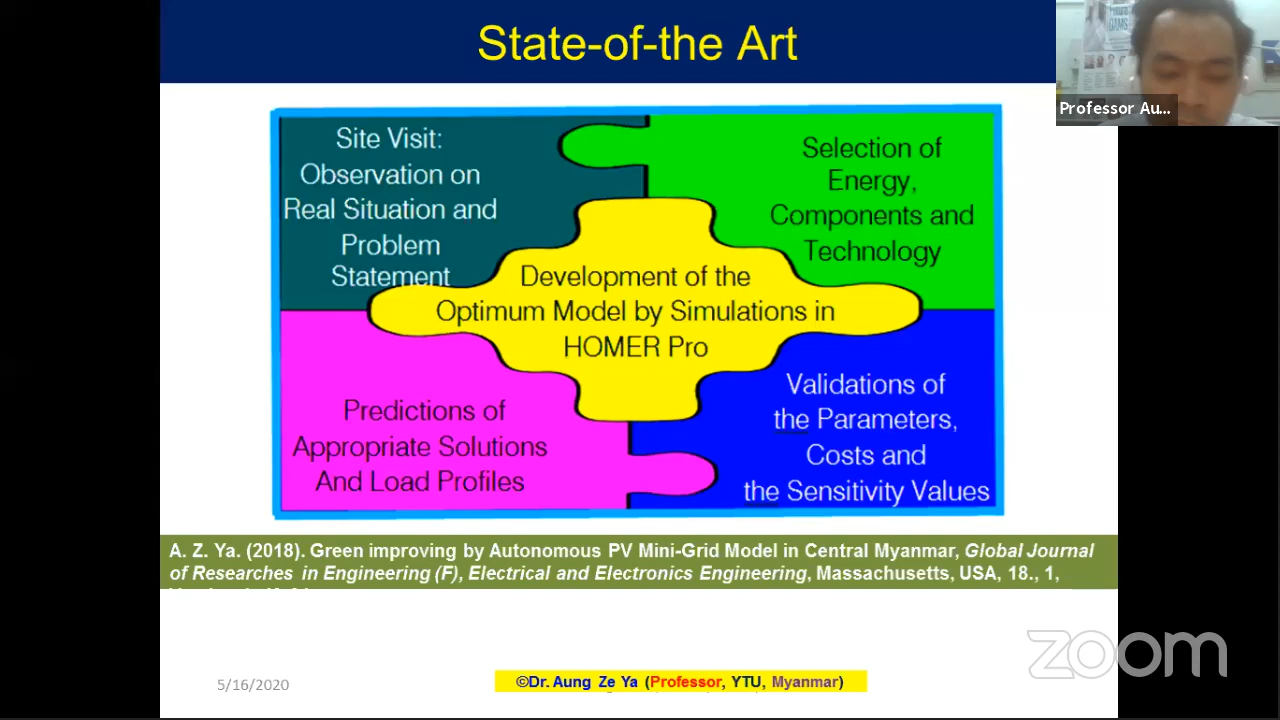 State-of-the Art
Professor Au...
Site Visit:
Observation on
Real Situation and
Problem
Statement
Selection of
Energy,
Components and
Technology
Development of the
Optimum Model by Simulations in
HOMER Pro
Predictions of
Appropriate Solutions
And Load Profiles
Validations of
the Parameters,
Costs and
the Sensitivity Values
A. Z. Ya. (2018). Green improving by Autonomous PV Mini-Grid Model in Central Myanmar, Global Journal
of Researches in Engineering (F), Electrical and Electronics Engineering, Massachusetts, USA, 18., 1,
zoom
5/16/2020
©Dr. Aung Ze Ya (Professor, YTU, Myanmar)